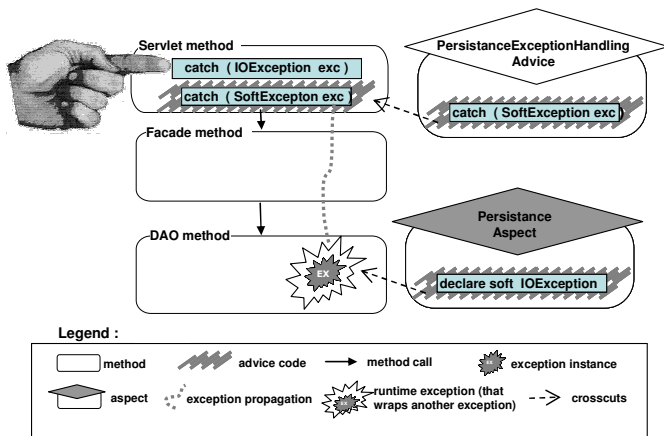 Servlet method
catch ( IOException exc )
catch ( SoftExcepton exc )
Facade method
DAO method
EX
PersistanceExceptionHandling
Advice
catch ( SoftException exc )
Persistance
Aspect
declare soft IOException
Legend :
method
advice code
method call
exception instance
aspect
exception propagation
runtime exception (that
wraps another exception)
crosscuts